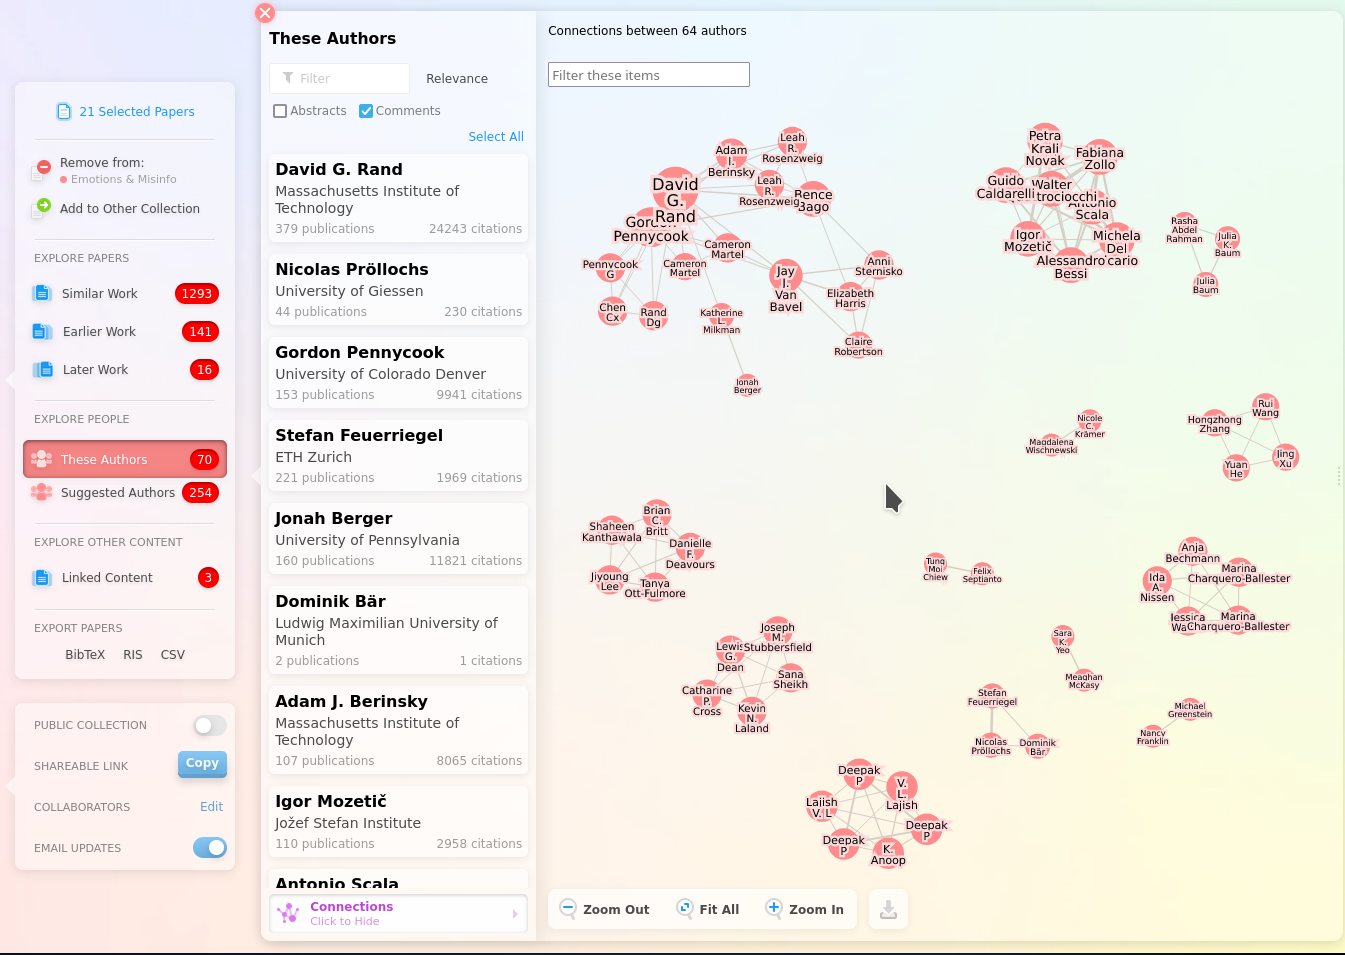 21 Selected Papers
Remove from:
Emotions & Misinfo
Add to Other Collection
EXPLORE PAPERS
Similar Work 1293
Earlier Work 141
Later Work 16
EXPLORE PEOPLE
These Authors 70
Suggested Authors 254
EXPLORE OTHER CONTENT
Linked Content 3
EXPORT PAPERS
BibTeX RIS CSV
PUBLIC COLLECTION
SHAREABLE LINK Copy
COLLABORATORS Edit
EMAIL UPDATES
These Authors
Filter Relevance
Abstracts Comments
Select All
David G. Rand
Massachusetts Institute of
Technology
379 publications 24243 citations
Nicolas Pröllochs
University of Giessen
44 publications 230 citations
Gordon Pennycook
University of Colorado Denver
153 publications 9941 citations
Stefan Feuerriegel
ETH Zurich
221 publications 1969 citations
Jonah Berger
University of Pennsylvania
160 publications 11821 citations
Dominik Bär
Ludwig Maximilian University of
Munich
2 publications 1 citations
Adam J. Berinsky
Massachusetts Institute of
Technology
107 publications 8065 citations
Igor Mozetič
Jožef Stefan Institute
110 publications 2958 citations
Antonio Scala
Connections
Click to Hide
Connections between 64 authors
Filter these items
Adam
J.
Berinsky
Leah
R.
Rosenzweig
David
G.
Rand
Leah
R.
Rosenzweig
Bence
Bago
Gordon
Pennycook
Cameron
Martel
Pennycook
G
Cameron
Martel
Jay
J.
Van
Bavel
Anni
Sternisko
Elizabeth
Harris
Chen
Cx
Rand
Dg
Katherine
L.
Milkman
Claire
Robertson
Jonah
Berger
Petra
Kralj
Novak
Fabiana
Zollo
Guido
Caldarelli
Walter
Antonio
Scala
Igor
Mozetič
Michela
Del
Alessandro
Bessi
Rasha
Abdel
Rahman
Julia
K.
Baum
Julia
Baum
Nicole
C.
Krämer
Magdalena
Wischnewski
Rui
Wang
Hongzhong
Zhang
Yuan
He
Jing
Xu
Brian
C.
Britt
Shaheen
Kanthawala
Danielle
F.
Deavours
Jiyoung
Lee
Tanya
Ott-Fulmore
Tung
Moi
Chiew
Felix
Septianto
Anja
Bechmann
Marina
Charquero-Ballester
Ida
A.
Nissen
Jessica
Marina
Charquero-Ballester
Joseph
M.
Stubbersfield
Lewis
G.
Dean
Sana
Sheikh
Catharine
P.
Cross
Kevin
N.
Laland
Sara
K.
Yeo
Meaghan
McKasy
Stefan
Feuerriegel
Nicolas
Pröllochs
Dominik
Bär
Michael
Greenstein
Nancy
Franklin
Deepak
P
V.
L.
Lajish
Lajish
V. L
Deepak
P
Deepak
P
K.
Anoop
Zoom Out Fit All Zoom In